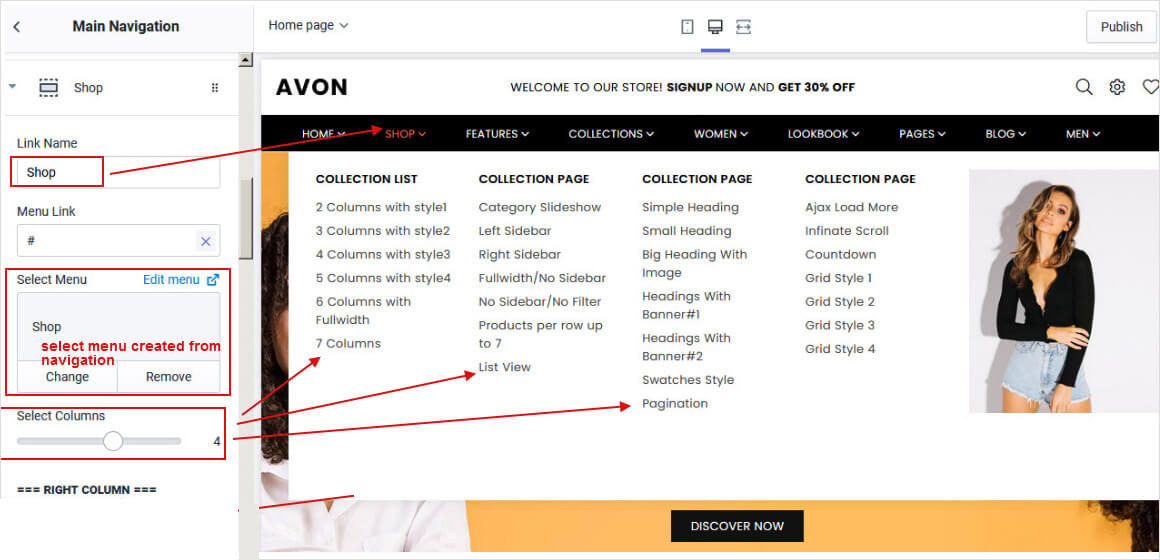 Main Navigation
Home page
Publish
Shop
Link Name
Shop
Menu Link
#
Select Menu
Edit menu
Shop
select menu created from
navigation
Change
Remove
Select Columns
4
=== RIGHT COLUMN ===
AVON
WELCOME TO OUR STORE! SIGNUP NOW AND GET 30% OFF
HOME
SHOP
FEATURES
COLLECTIONS
WOMEN
LOOKBOOK
PAGES
BLOG
MEN
COLLECTION LIST
2 Columns with style1
3 Columns with style2
4 Columns with style3
5 Columns with style4
6 Columns with
Fullwidth
7 Columns
COLLECTION PAGE
Category Slideshow
Left Sidebar
Right Sidebar
Fullwidth/No Sidebar
No Sidebar/No Filter
Products per row up
to 7
List View
COLLECTION PAGE
Simple Heading
Small Heading
Big Heading With
Image
Headings With
Banner#1
Headings With
Banner#2
Swatches Style
Pagination
COLLECTION PAGE
Ajax Load More
Infinate Scroll
Countdown
Grid Style 1
Grid Style 2
Grid Style 3
Grid Style 4
DISCOVER NOW